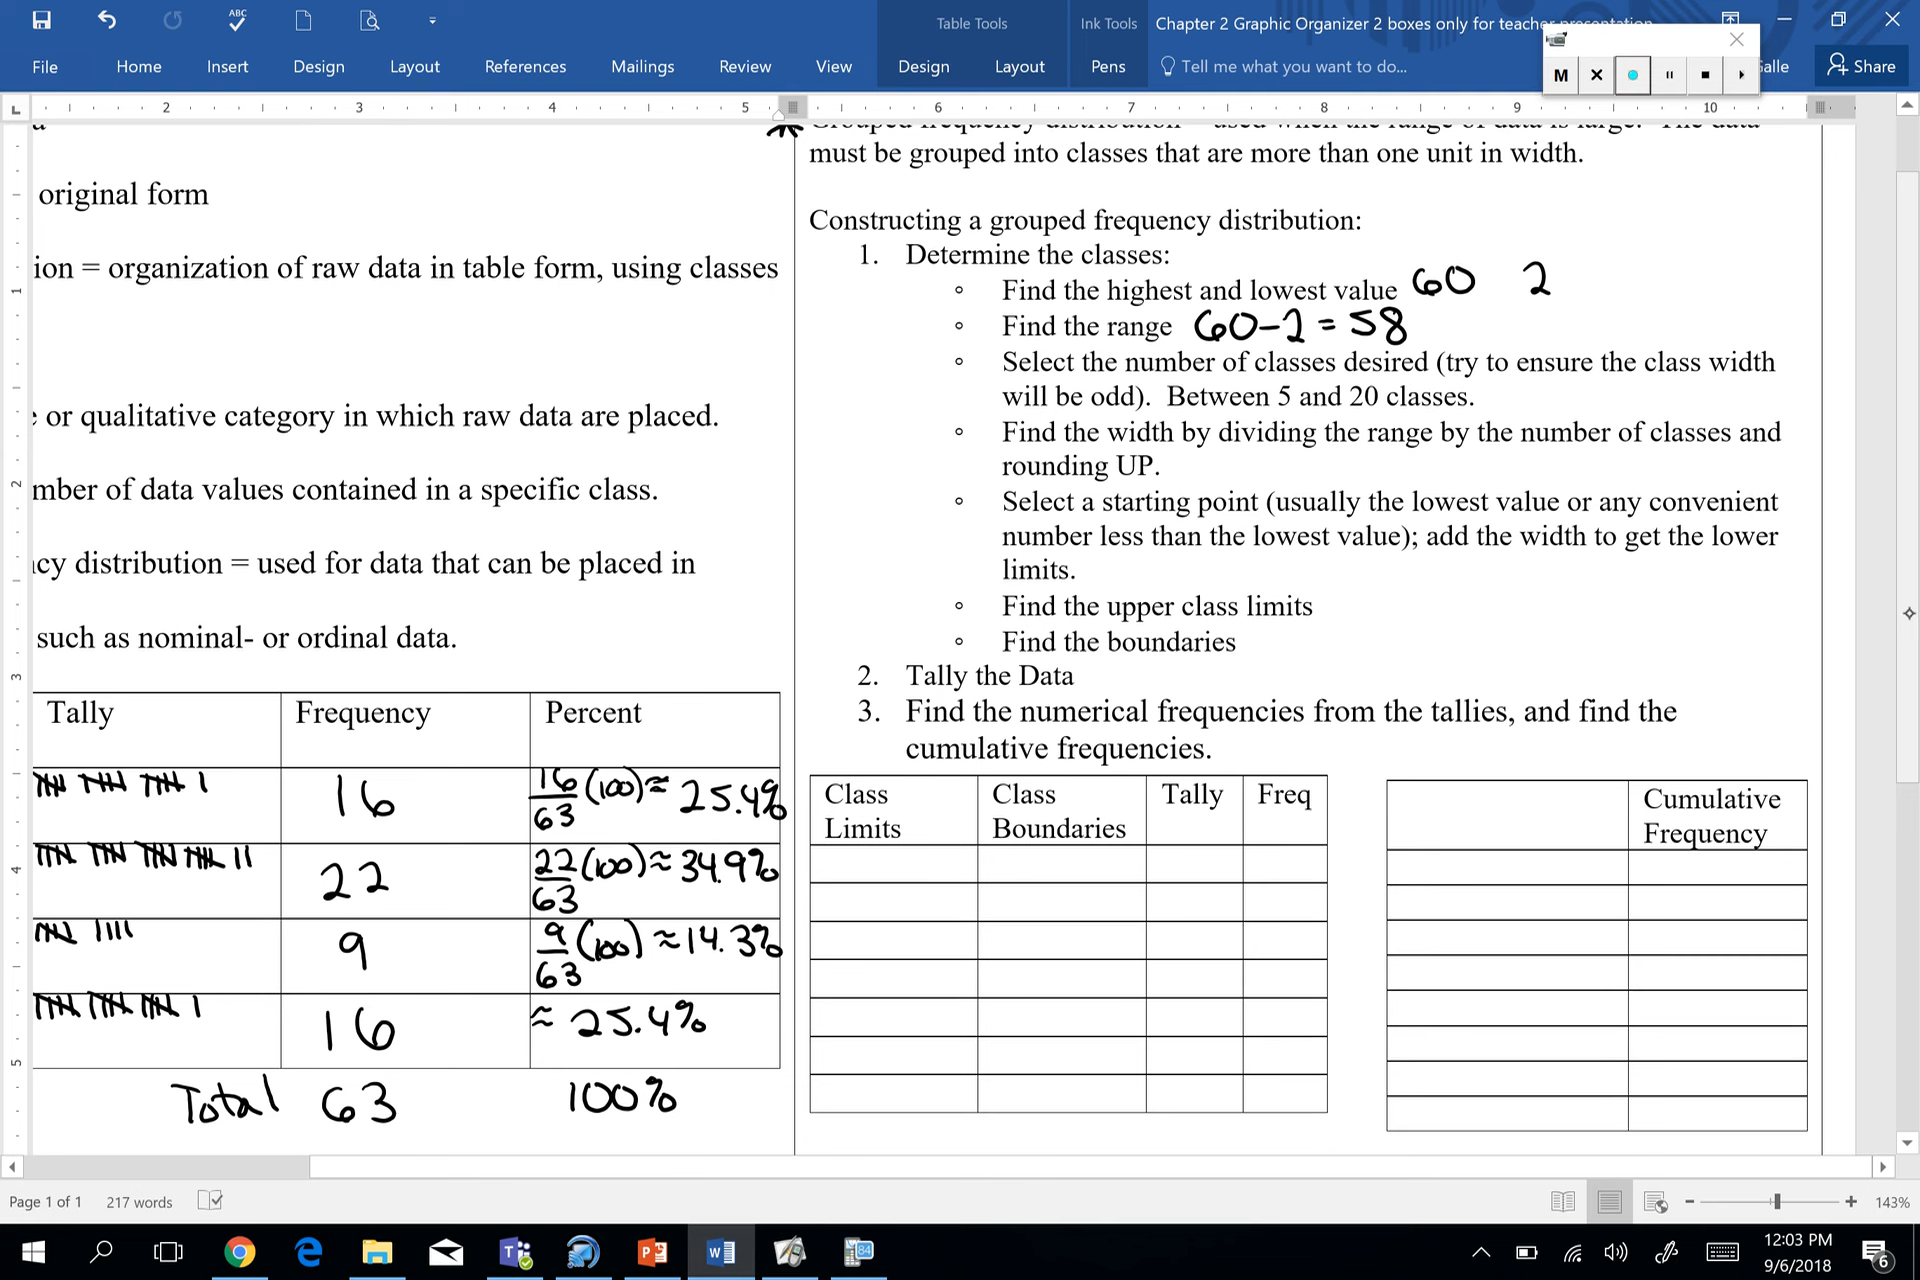 ABC
Table Tools
Ink Tools
Chapter 2 Graphic Organizer 2 boxes only for teacher presentation
File
Home
Insert
Design
Layout
References
Mailings
Review
View
Design
Layout
Pens
Tell me what you want to do...
Share
M
2 3 4 5 6 7 8 9 10
must be grouped into classes that are more than one unit in width.
original form
ion = organization of raw data in table form, using classes
or qualitative category in which raw data are placed.
mber of data values contained in a specific class.
cy distribution = used for data that can be placed in
such as nominal- or ordinal data.
Tally Frequency Percent
16 16/63 (100) ≈ 25.4%
22 22/63 (100) ≈ 34.9%
9 9/63 (100) ≈ 14.3%
16 ≈ 25.4%
Total 63 100%
Constructing a grouped frequency distribution:
1. Determine the classes:
◦ Find the highest and lowest value 60 2
◦ Find the range 60-2 = 58
◦ Select the number of classes desired (try to ensure the class width
will be odd). Between 5 and 20 classes.
◦ Find the width by dividing the range by the number of classes and
rounding UP.
◦ Select a starting point (usually the lowest value or any convenient
number less than the lowest value); add the width to get the lower
limits.
◦ Find the upper class limits
◦ Find the boundaries
2. Tally the Data
3. Find the numerical frequencies from the tallies, and find the
cumulative frequencies.
Class Limits
Class Boundaries
Tally
Freq
Cumulative
Frequency
Page 1 of 1
217 words
143%
12:03 PM
9/6/2018
6